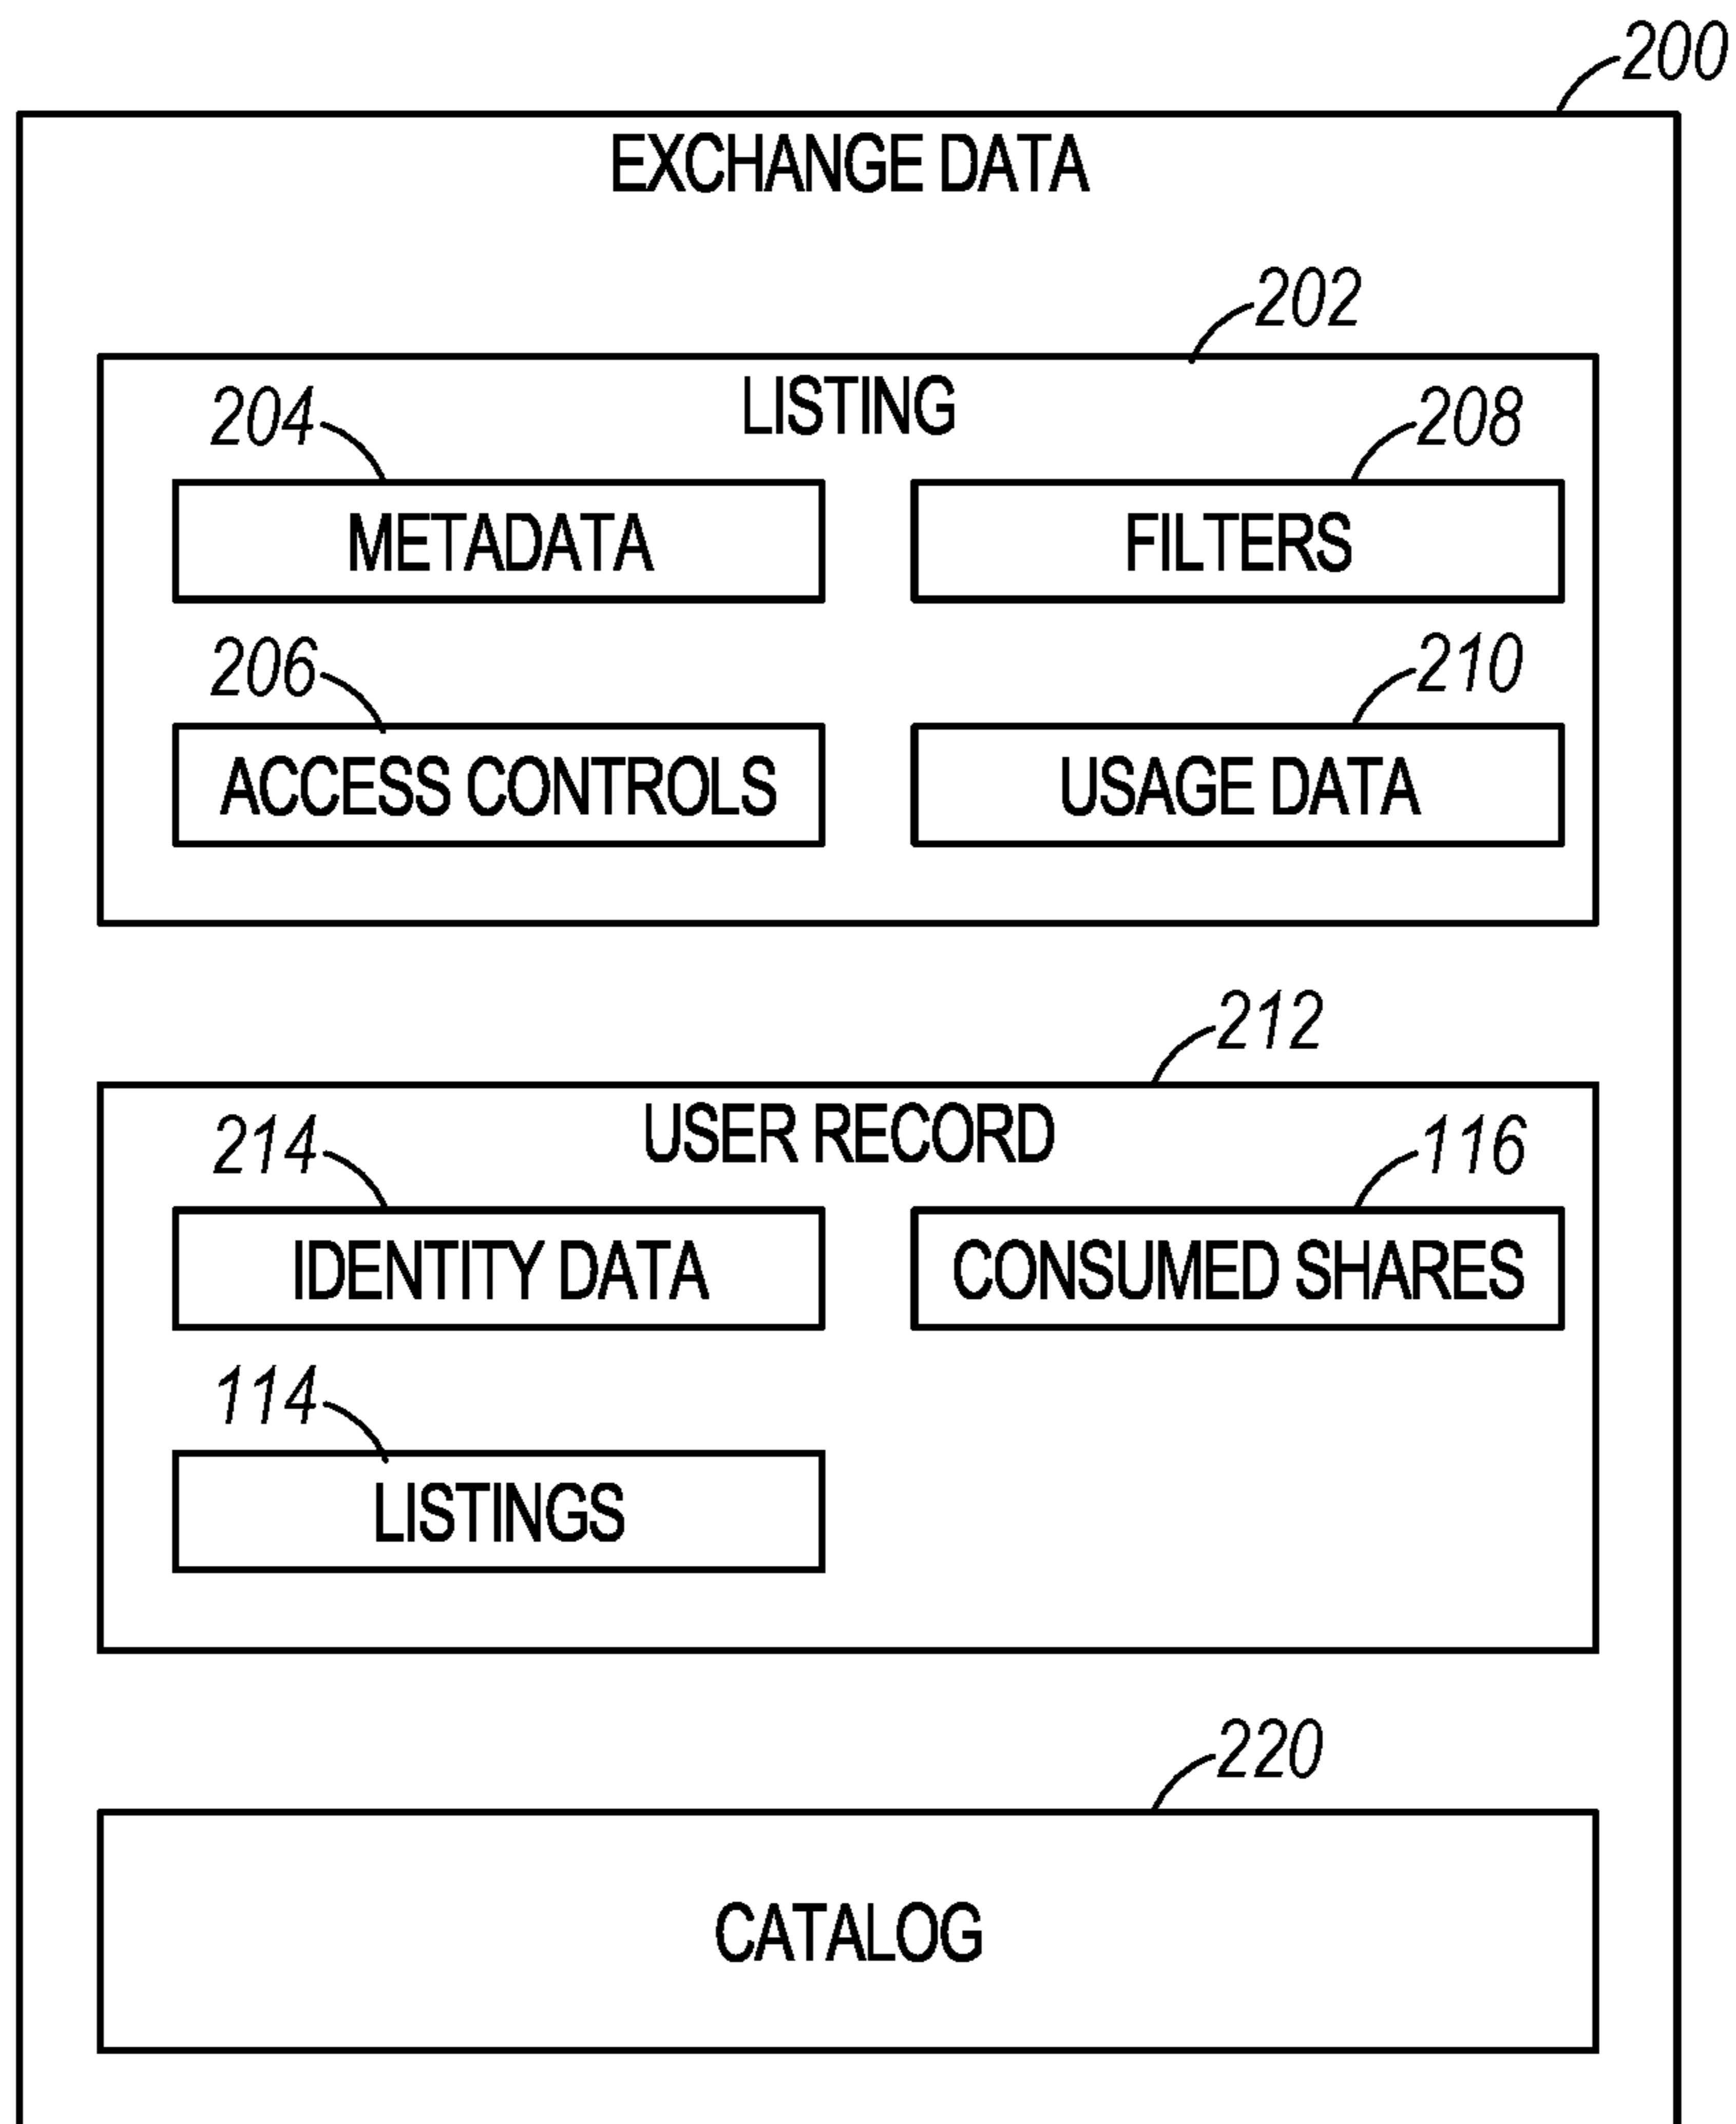 200
EXCHANGE DATA
202
LISTING
204
208
METADATA
FILTERS
206
210
ACCESS CONTROLS
USAGE DATA
212
USER RECORD
214
116
IDENTITY DATA
CONSUMED SHARES
114
LISTINGS
220
CATALOG